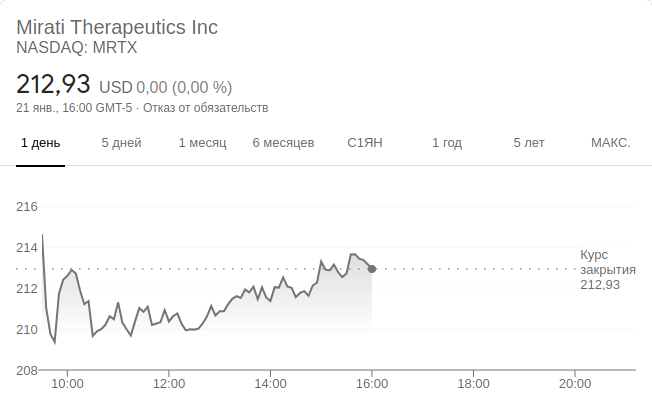 Mirati Therapeutics Inc
NASDAQ: MRTX
212,93 USD 0,00 (0,00 %)
21 янв., 16:00 GMT-5 · Отказ от обязательств
1 день 5 дней 1 месяц 6 месяцев С1ЯН 1 год 5 лет МАКС.
216
214
212
210
208
Курс
закрытия
212,93
10:00 12:00 14:00 16:00 18:00 20:00